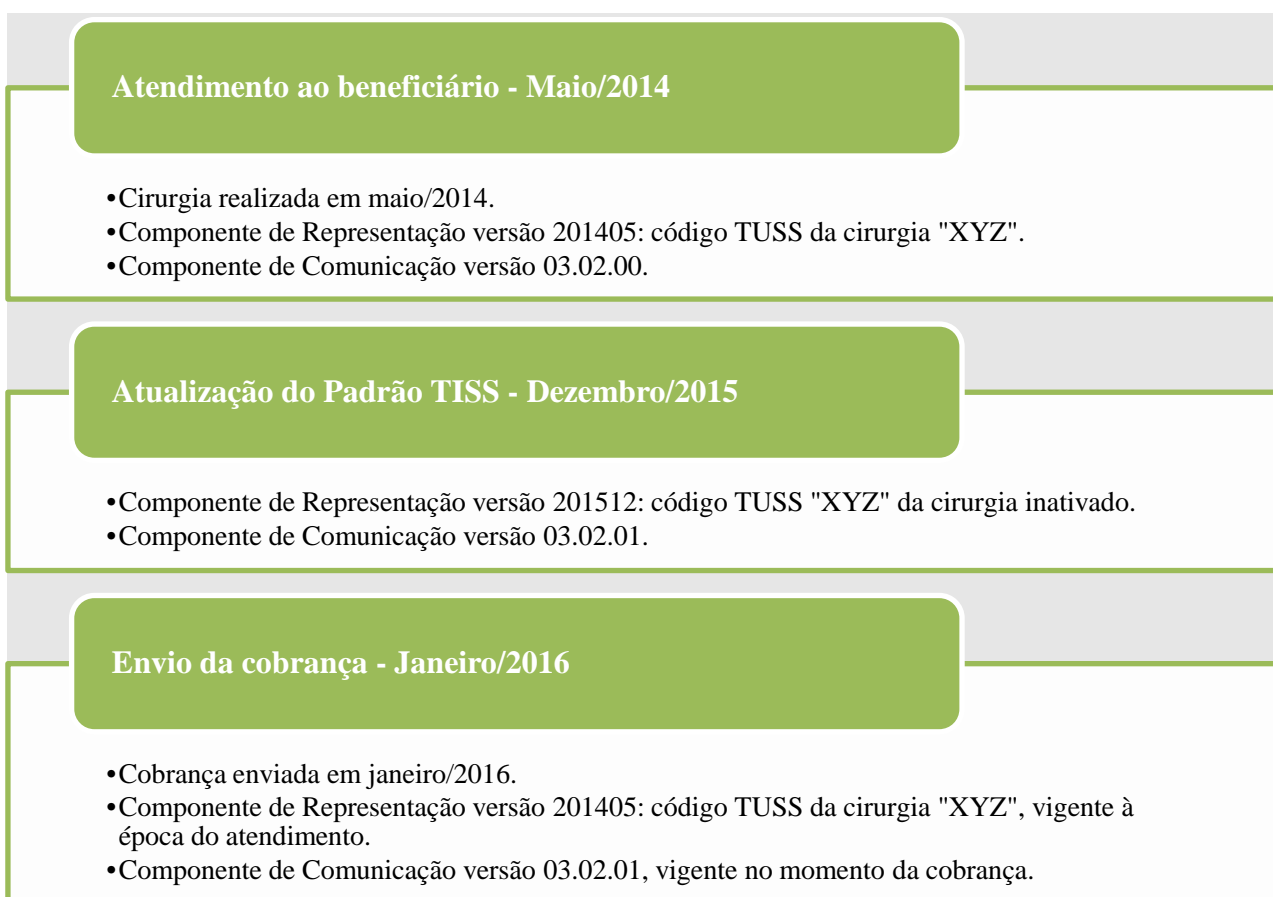 Atendimento ao beneficiário - Maio/2014
•Cirurgia realizada em maio/2014.
•Componente de Representação versão 201405: código TUSS da cirurgia "XYZ".
•Componente de Comunicação versão 03.02.00.
Atualização do Padrão TISS - Dezembro/2015
•Componente de Representação versão 201512: código TUSS "XYZ" da cirurgia inativado.
•Componente de Comunicação versão 03.02.01.
Envio da cobrança - Janeiro/2016
•Cobrança enviada em janeiro/2016.
•Componente de Representação versão 201405: código TUSS da cirurgia "XYZ", vigente à
época do atendimento.
•Componente de Comunicação versão 03.02.01, vigente no momento da cobrança.